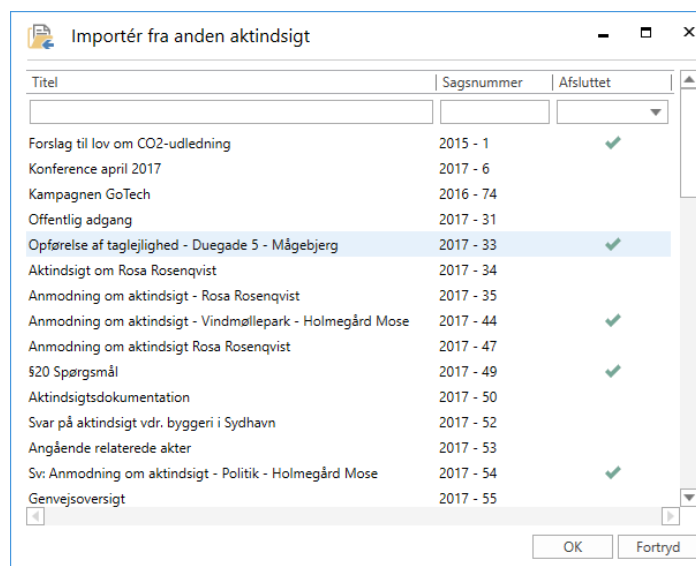 Importér fra anden aktindsigt
Titel Sagsnummer Afsluttet
Forslag til lov om CO2-udledning 2015 - 1
Konference april 2017 2017 - 6
Kampagnen GoTech 2016 - 74
Offentlig adgang 2017 - 31
Opførelse af taglejlighed - Duegade 5 - Mågebjerg 2017 - 33
Aktindsigt om Rosa Rosenqvist 2017 - 34
Anmodning om aktindsigt - Rosa Rosenqvist 2017 - 35
Anmodning om aktindsigt - Vindmøllepark - Holmegård Mose 2017 - 44
Anmodning om aktindsigt Rosa Rosenqvist 2017 - 47
§20 Spørgsmål 2017 - 49
Aktindsigtsdokumentation 2017 - 50
Svar på aktindsigt vdr. byggeri i Sydhavn 2017 - 52
Angående relaterede akter 2017 - 53
Sv: Anmodning om aktindsigt - Politik - Holmegård Mose 2017 - 54
Genvejsoversigt 2017 - 55
OK Fortryd